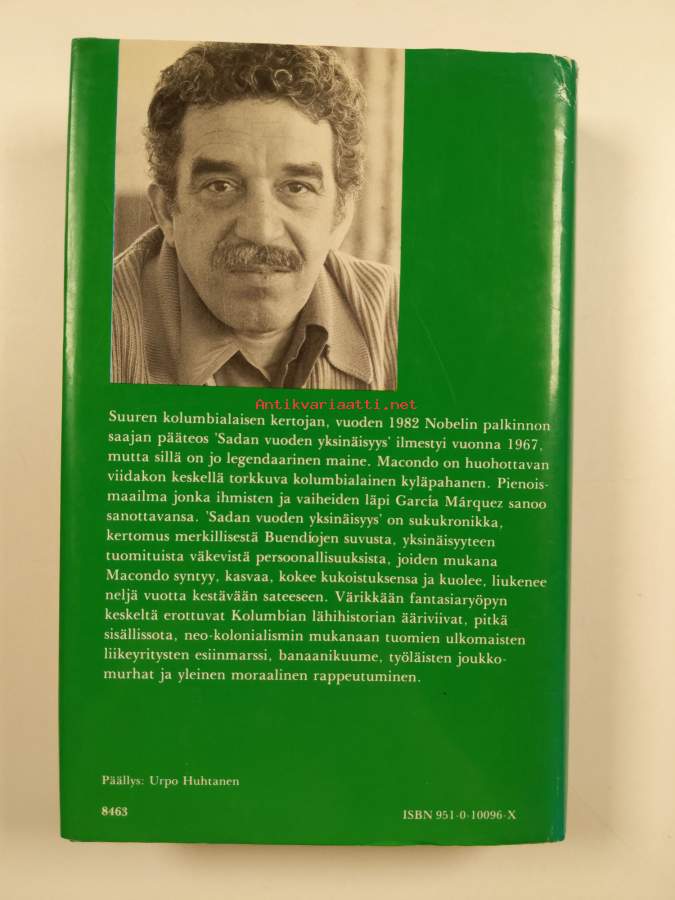 Antikvariaatti.net
Suuren kolumbialaisen kertojan, vuoden 1982 Nobelin palkinnon
saajan pääteos 'Sadan vuoden yksinäisyys' ilmestyi vuonna 1967,
mutta sillä on jo legendaarinen maine. Macondo on huohottavan
viidakon keskellä torkkuva kolumbialainen kyläpahanen. Pienois-
maailma jonka ihmisten ja vaiheiden läpi García Márquez sanoo
sanottavansa. 'Sadan vuoden yksinäisyys' on sukukronikka,
kertomus merkillisestä Buendíojen suvusta, yksinäisyyteen
tuomituista väkevistä persoonallisuuksista, joiden mukana
Macondo syntyy, kasvaa, kokee kukoistuksensa ja kuolee, liukenee
neljä vuotta kestävään sateeseen. Värikkään fantasiaryöpyn
keskeltä erottuvat Kolumbian lähihistorian ääriviivat, pitkä
sisällissota, neo-kolonialismin mukanaan tuomien ulkomaisten
liikeyritysten esiinmarssi, banaanikuume, työläisten joukko-
murhat ja yleinen moraalinen rappeutuminen.
Päällys: Urpo Huhtanen
8463
ISBN 951-0-10096-X